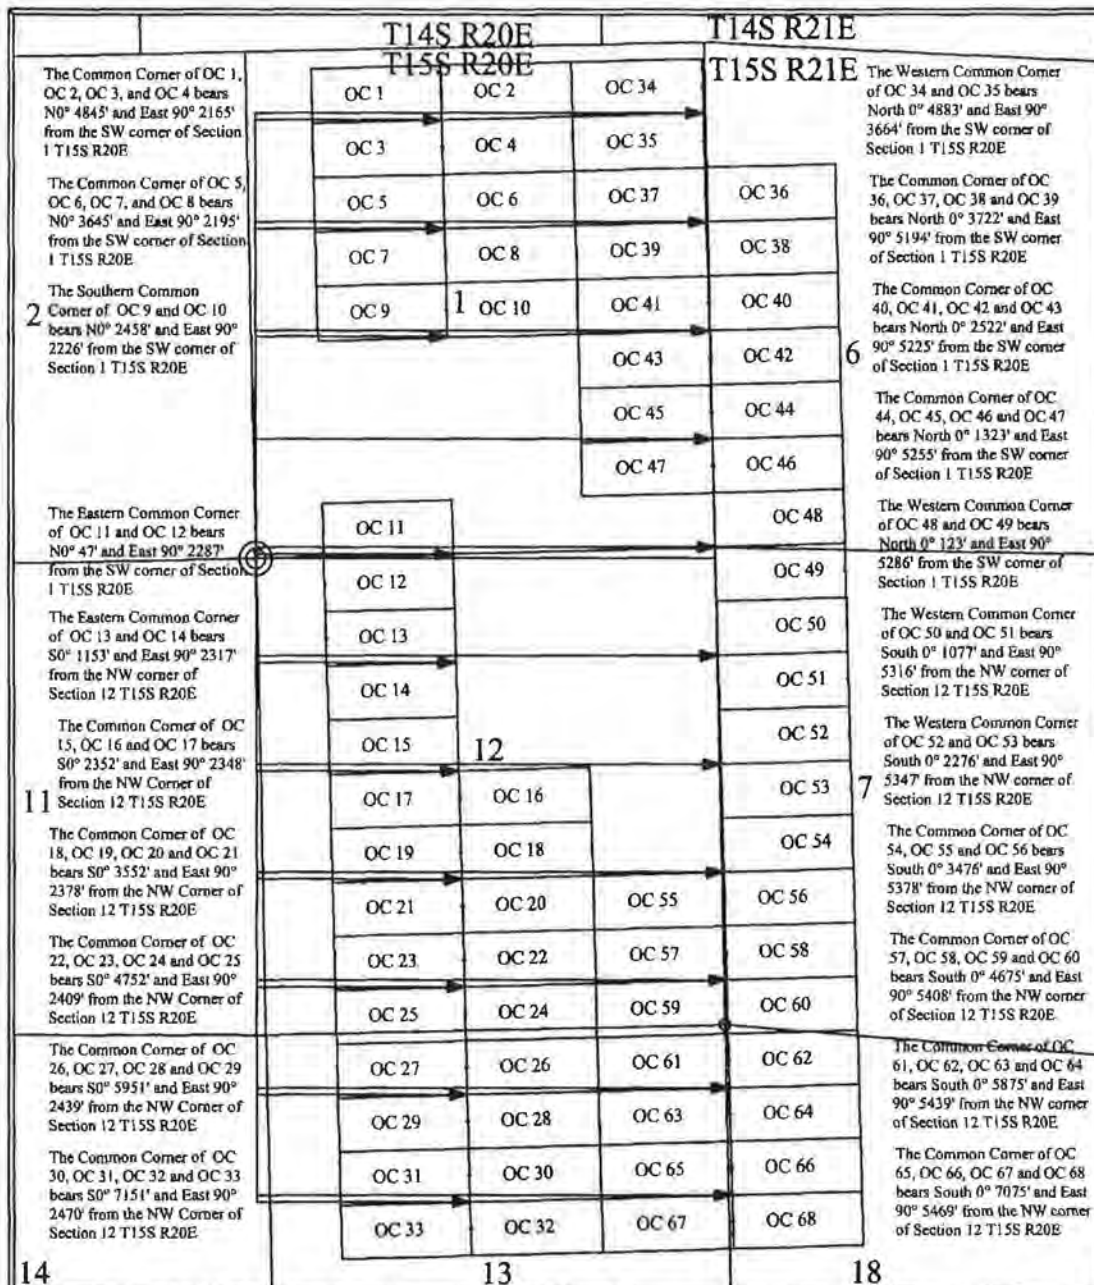 T14S R20E
T14S R21E
T15S R20E
T15S R21E
The Common Corner of OC 1,
OC 2, OC 3, and OC 4 bears
N0° 4845' and East 90° 2165'
from the SW corner of Section
1 T15S R20E
The Common Corner of OC 5,
OC 6, OC 7, and OC 8 bears
N0° 3645' and East 90° 2195'
from the SW corner of Section
1 T15S R20E
The Southern Common
Corner of OC 9 and OC 10
bears N0° 2458' and East 90°
2226' from the SW corner of
Section 1 T15S R20E
2
The Eastern Common Corner
of OC 11 and OC 12 bears
N0° 47' and East 90° 2287'
from the SW corner of Section
1 T15S R20E
The Eastern Common Corner
of OC 13 and OC 14 bears
S0° 1153' and East 90° 2317'
from the NW corner of
Section 12 T15S R20E
The Common Corner of OC
15, OC 16 and OC 17 bears
S0° 2352' and East 90° 2348'
from the NW Corner of
Section 12 T15S R20E
11
The Common Corner of OC
18, OC 19, OC 20 and OC 21
bears S0° 3552' and East 90°
2378' from the NW Corner of
Section 12 T15S R20E
The Common Corner of OC
22, OC 23, OC 24 and OC 25
bears S0° 4752' and East 90°
2409' from the NW Corner of
Section 12 T15S R20E
The Common Corner of OC
26, OC 27, OC 28 and OC 29
bears S0° 5951' and East 90°
2439' from the NW Corner of
Section 12 T15S R20E
The Common Corner of OC
30, OC 31, OC 32 and OC 33
bears S0° 7151' and East 90°
2470' from the NW Corner of
Section 12 T15S R20E
14
OC 1 OC 2 OC 34
OC 3 OC 4 OC 35
OC 5 OC 6 OC 37 OC 36
OC 7 OC 8 OC 39 OC 38
OC 9 1 OC 10 OC 41 OC 40
OC 43 OC 42 6
OC 45 OC 44
OC 47 OC 46
OC 11 OC 48
OC 12 OC 49
OC 13 OC 50
OC 14 OC 51
OC 15 12 OC 52
OC 17 OC 16 OC 53 7
OC 19 OC 18 OC 54
OC 21 OC 20 OC 55 OC 56
OC 23 OC 22 OC 57 OC 58
OC 25 OC 24 OC 59 OC 60
OC 27 OC 26 OC 61 OC 62
OC 29 OC 28 OC 63 OC 64
OC 31 OC 30 OC 65 OC 66
OC 33 OC 32 OC 67 OC 68
13
The Western Common Corner
of OC 34 and OC 35 bears
North 0° 4883' and East 90°
3664' from the SW corner of
Section 1 T15S R20E
The Common Corner of OC
36, OC 37, OC 38 and OC 39
bears North 0° 3722' and East
90° 5194' from the SW corner
of Section 1 T15S R20E
The Common Corner of OC
40, OC 41, OC 42 and OC 43
bears North 0° 2522' and East
90° 5225' from the SW corner
of Section 1 T15S R20E
The Common Corner of OC
44, OC 45, OC 46 and OC 47
bears North 0° 1323' and East
90° 5255' from the SW corner
of Section 1 T15S R20E
The Western Common Corner
of OC 48 and OC 49 bears
North 0° 123' and East 90°
5286' from the SW corner of
Section 1 T15S R20E
The Western Common Corner
of OC 50 and OC 51 bears
South 0° 1077' and East 90°
5316' from the NW corner of
Section 12 T15S R20E
The Western Common Corner
of OC 52 and OC 53 bears
South 0° 2276' and East 90°
5347' from the NW corner of
Section 12 T15S R20E
The Common Corner of OC
54, OC 55 and OC 56 bears
South 0° 3476' and East 90°
5378' from the NW corner of
Section 12 T15S R20E
The Common Corner of OC
57, OC 58, OC 59 and OC 60
bears South 0° 4675' and East
90° 5408' from the NW corner
of Section 12 T15S R20E
The Common Corner of OC
61, OC 62, OC 63 and OC 64
bears South 0° 5875' and East
90° 5439' from the NW corner
of Section 12 T15S R20E
The Common Corner of OC
65, OC 66, OC 67 and OC 68
bears South 0° 7075' and East
90° 5469' from the NW corner
of Section 12 T15S R20E
18